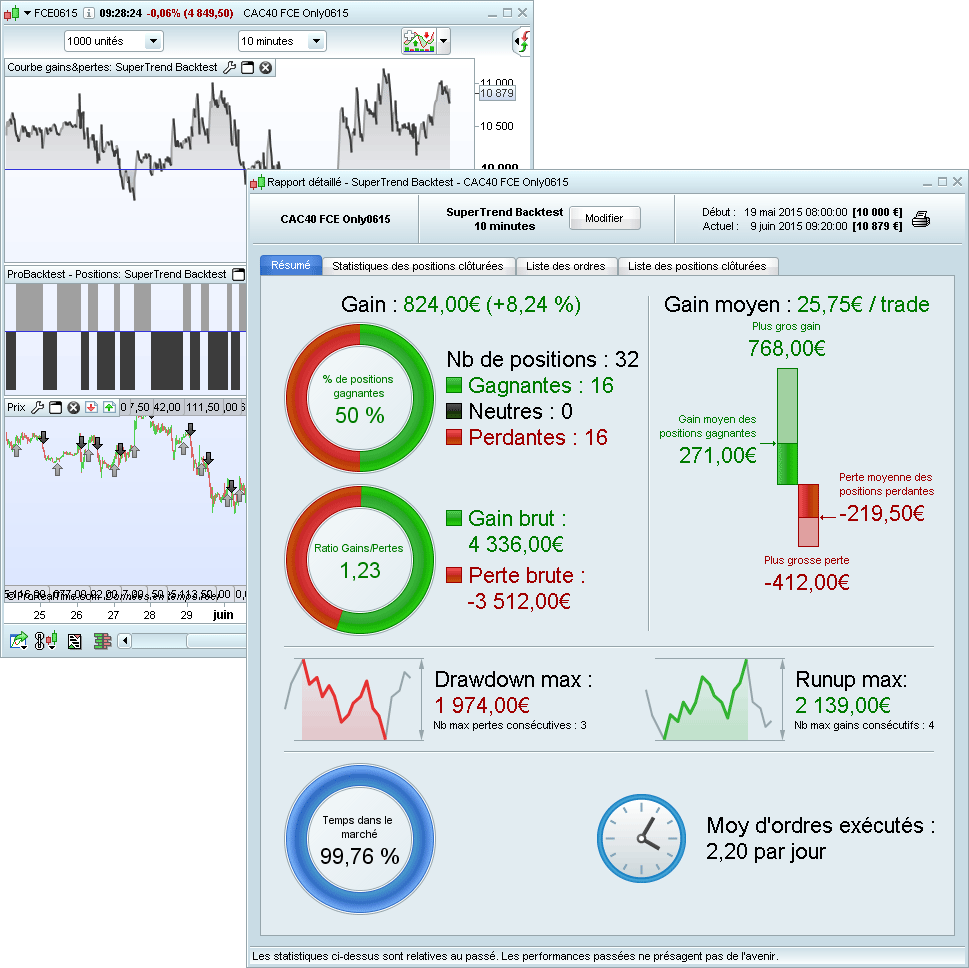 FCE0615 09:28:24 -0,06% (4 849,50) CAC40 FCE Only0615
1000 unités 10 minutes
Courbe gains&pertes: SuperTrend Backtest
11 000
10 879
10 500
10 000
ProBacktest - Positions: SuperTrend Backtest
Prix
25 26 27 28 29 juin
Rapport détaillé - SuperTrend Backtest - CAC40 FCE Only0615
CAC40 FCE Only0615
SuperTrend Backtest
10 minutes
Modifier
Début : 19 mai 2015 08:00:00 [10 000 €]
Actuel : 9 juin 2015 09:20:00 [10 879 €]
Résumé Statistiques des positions clôturées Liste des ordres Liste des positions clôturées
Gain : 824,00€ (+8,24 %)
% de positions
gagnantes
50 %
Nb de positions : 32
Gagnantes : 16
Neutres : 0
Perdantes : 16
Ratio Gains/Pertes
1,23
Gain brut :
4 336,00€
Perte brute :
-3 512,00€
Gain moyen : 25,75€ / trade
Plus gros gain
768,00€
Gain moyen des
positions gagnantes
271,00€
Perte moyenne des
positions perdantes
-219,50€
Plus grosse perte
-412,00€
Drawdown max :
1 974,00€
Nb max pertes consécutives : 3
Runup max:
2 139,00€
Nb max gains consécutifs : 4
Temps dans le
marché
99,76 %
Moy d'ordres exécutés :
2,20 par jour
Les statistiques ci-dessus sont relatives au passé. Les performances passées ne présagent pas de l'avenir.